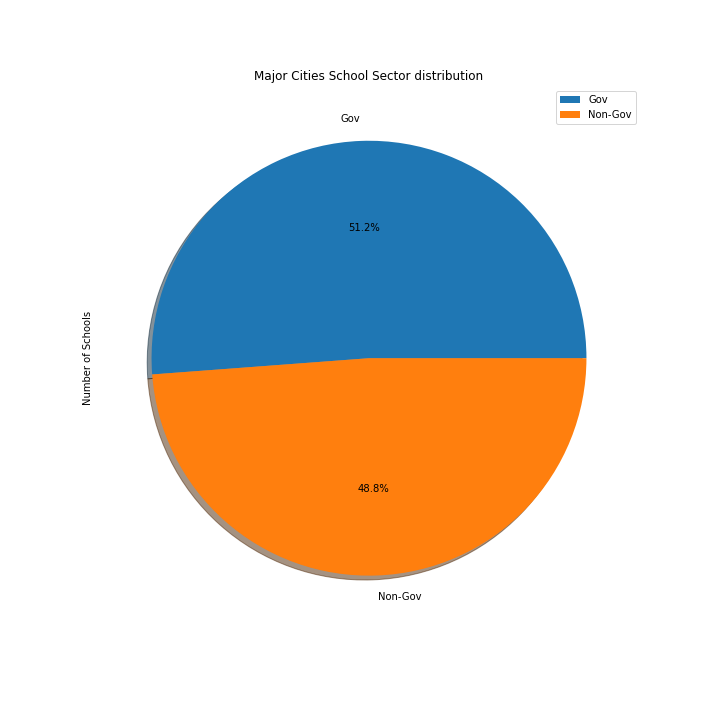 Major Cities School Sector distribution
Gov
Non-Gov
Gov
51.2%
Number of Schools
48.8%
Non-Gov